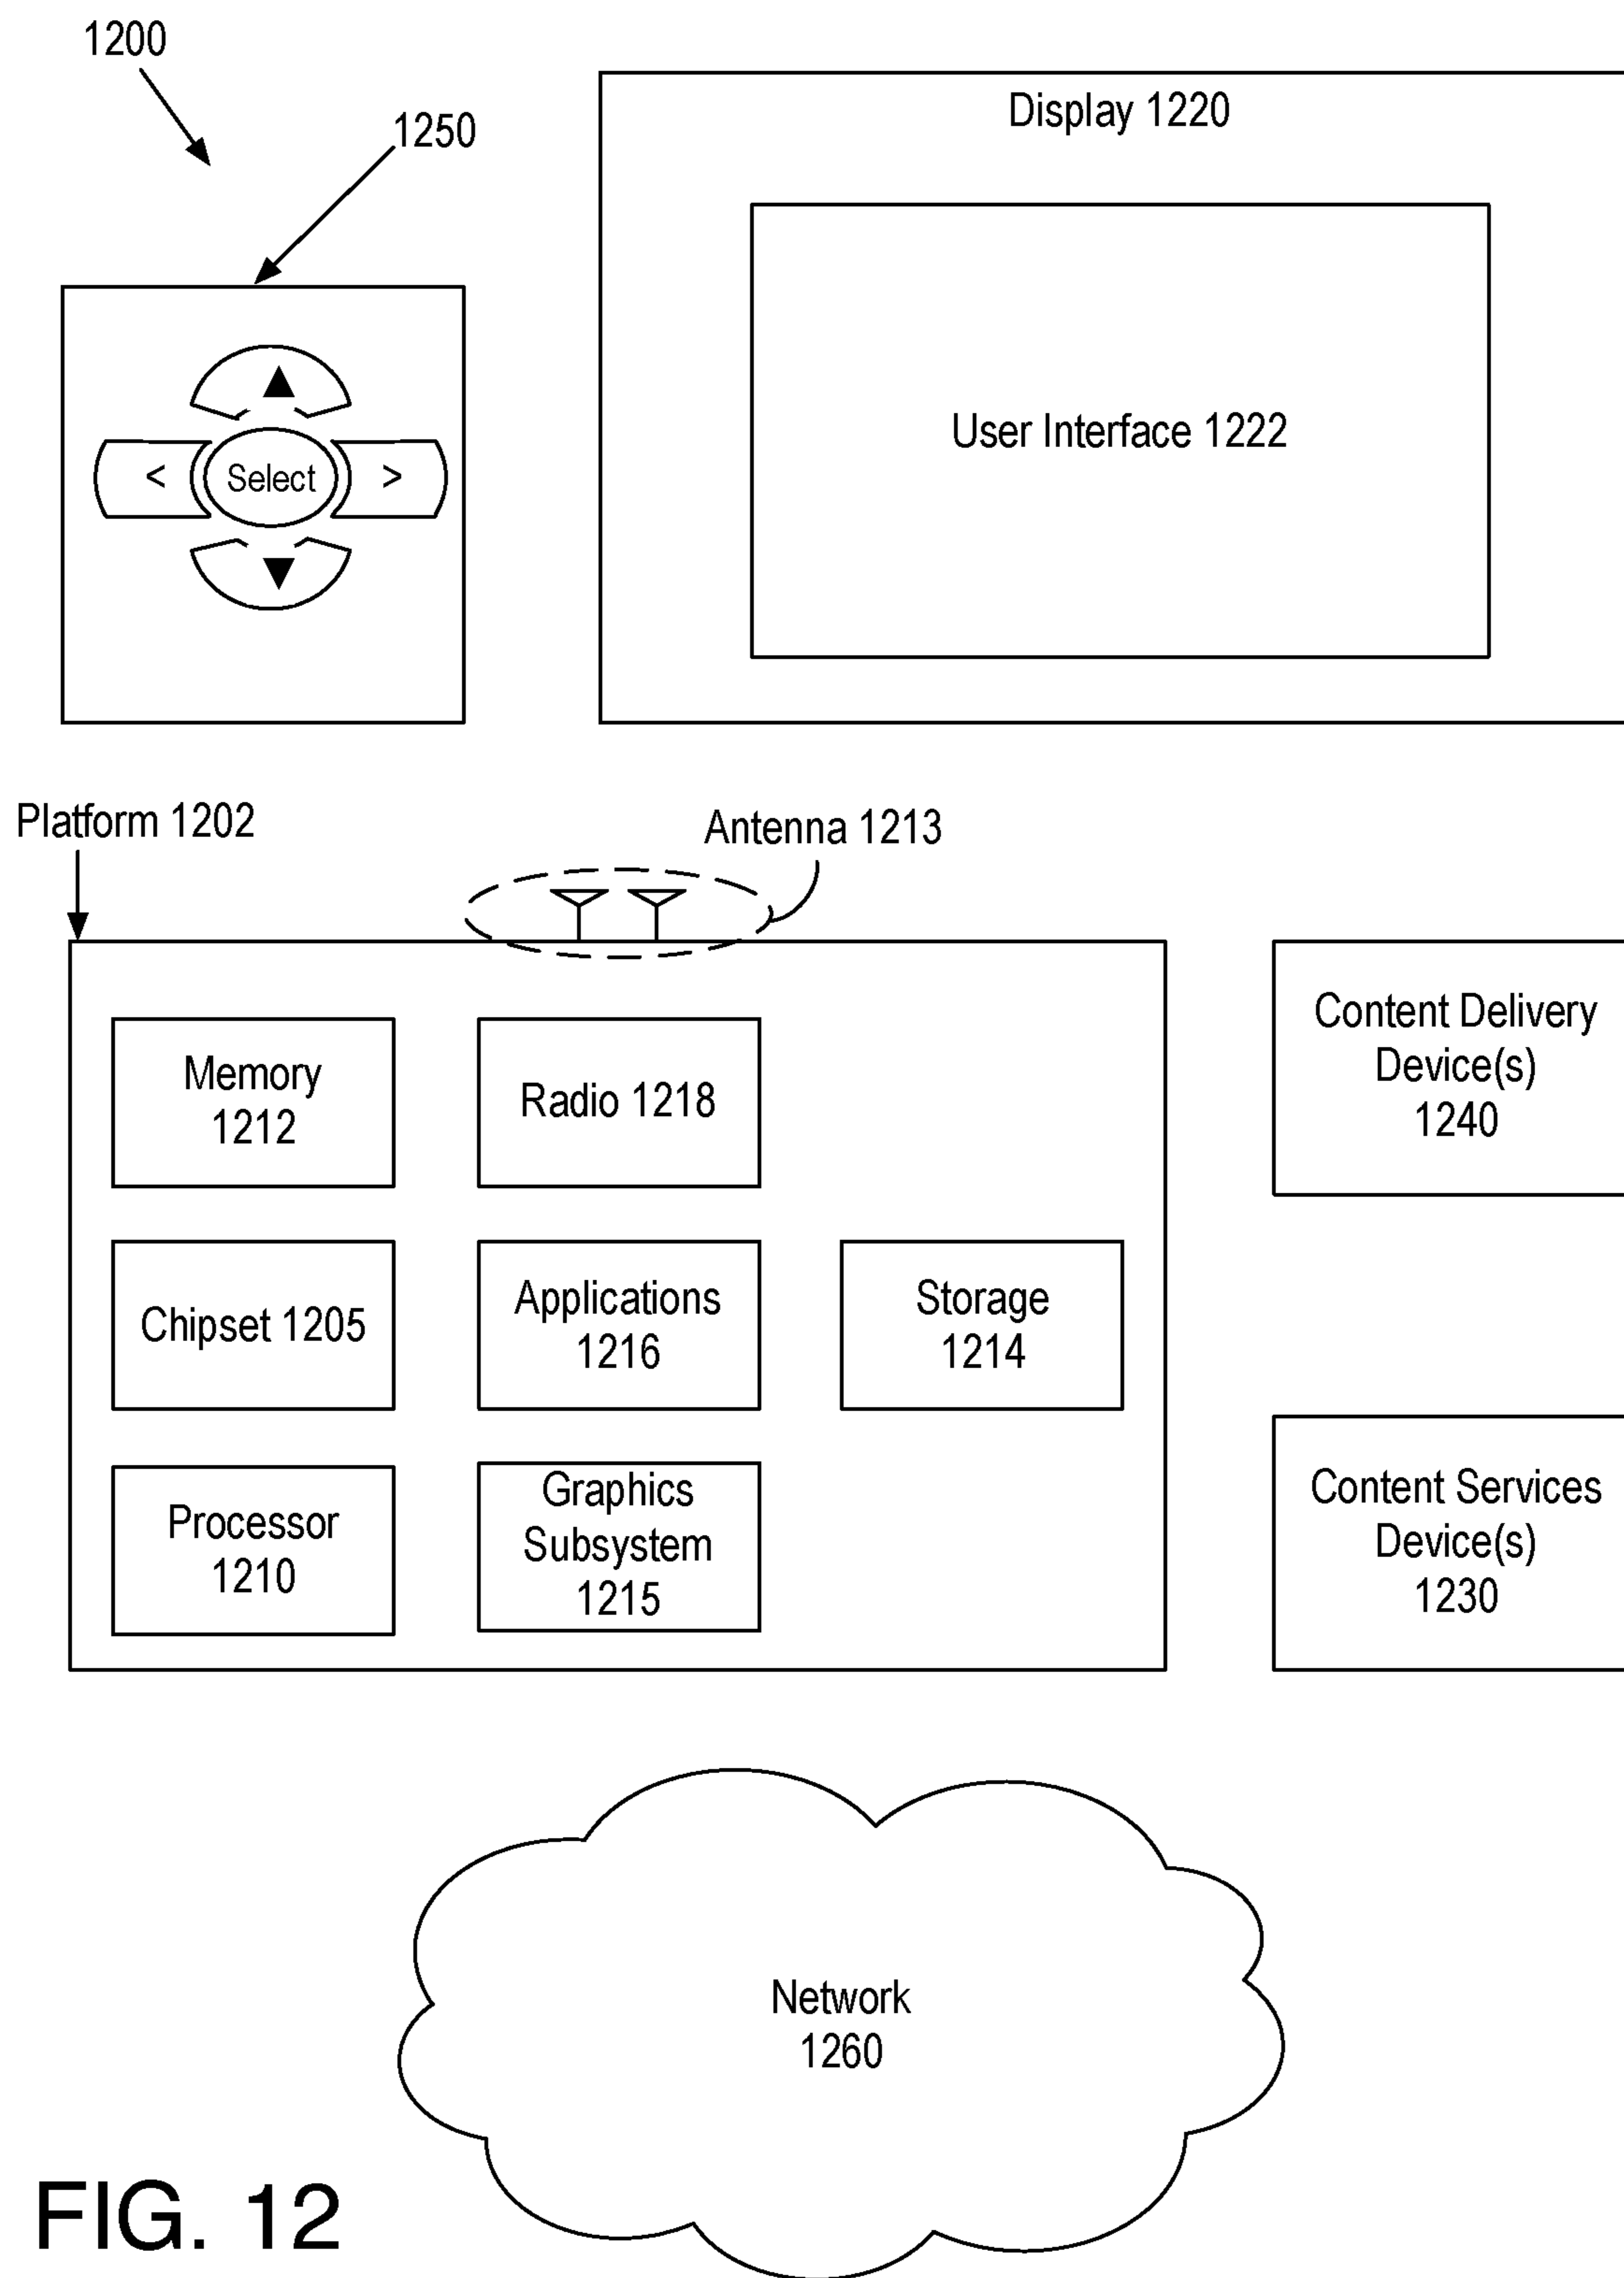 1200
1250
Display 1220
User Interface 1222
<
Select
>
Platform 1202
Antenna 1213
Memory
1212
Radio 1218
Content Delivery
Device(s)
1240
Chipset 1205
Applications
1216
Storage
1214
Processor
1210
Graphics
Subsystem
1215
Content Services
Device(s)
1230
Network
1260
FIG. 12